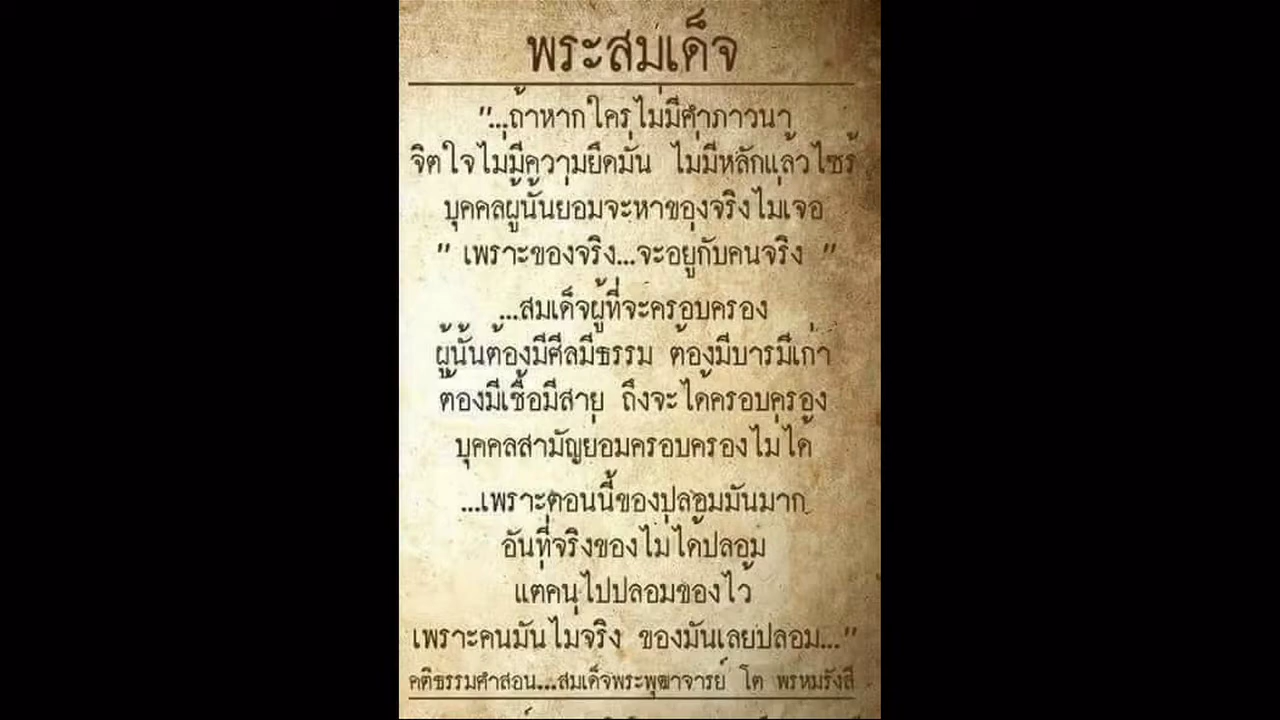 พระสมเด็จ
"...ถ้าหากใครไม่มีคำภาวนา
จิตใจไม่มีความยึดมั่น ไม่มีหลักแล้วไซร้
บุคคลผู้นั้นย่อมจะหาของจริงไม่เจอ
" เพราะของจริง...จะอยู่กับคนจริง "
...สมเด็จผู้ที่จะครอบครอง
ผู้นั้นต้องมีศีลมีธรรม ต้องมีบารมีเก่า
ต้องมีเชื้อมีสาย ถึงจะได้ครอบครอง
บุคคลสามัญย่อมครอบครองไม่ได้
...เพราะตอนนี้ของปลอมมันมาก
อันที่จริงของไม่ได้ปลอม
แต่คนไปปลอมของไว้
เพราะคนมันไม่จริง ของมันเลยปลอม..."
คติธรรมคำสอน...สมเด็จพระพุฒาจารย์ โต พรหมรังสี